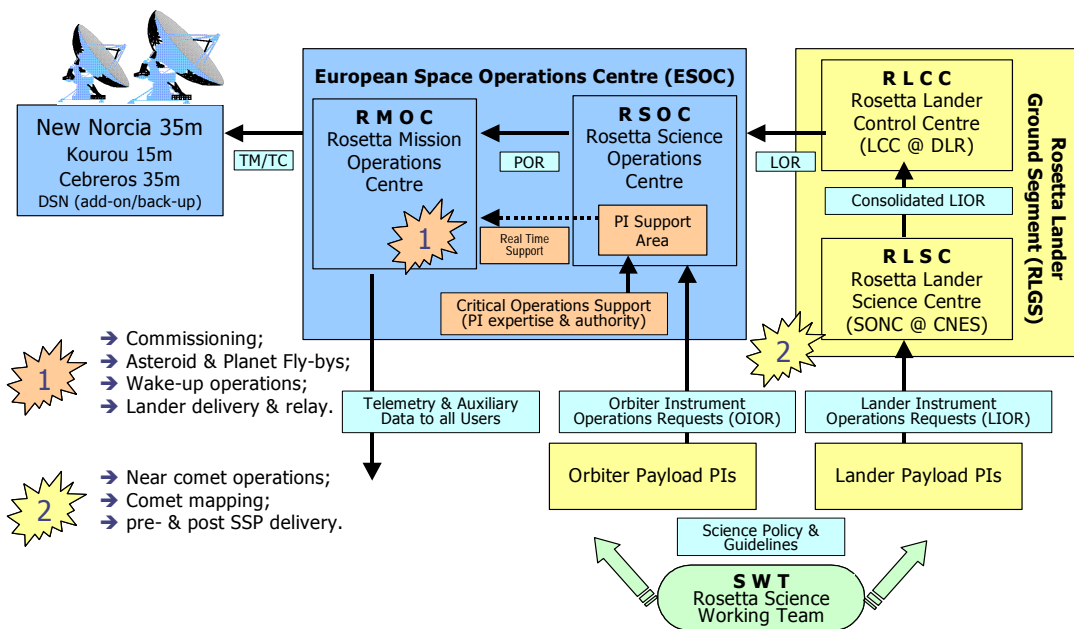 European Space Operations Centre (ESOC)
New Norcia 35m
Kourou 15m
Cebreros 35m
DSN (add-on/back-up)
TM/TC
R M O C
Rosetta Mission
Operations
Centre
1
POR
R S O C
Rosetta Science
Operations
Centre
Real Time
Support
PI Support
Area
Critical Operations Support
(PI expertise & authority)
LOR
R L C C
Rosetta Lander
Control Centre
(LCC @ DLR)
Consolidated LIOR
R L S C
Rosetta Lander
Science Centre
(SONC @ CNES)
Rosetta Lander
Ground Segment (RLGS)
2
1
➔ Commissioning;
➔ Asteroid & Planet Fly-bys;
➔ Wake-up operations;
➔ Lander delivery & relay.
Telemetry & Auxiliary
Data to all Users
Orbiter Instrument
Operations Requests (OIOR)
Lander Instrument
Operations Requests (LIOR)
2
➔ Near comet operations;
➔ Comet mapping;
➔ pre- & post SSP delivery.
Orbiter Payload PIs
Lander Payload PIs
Science Policy &
Guidelines
S W T
Rosetta Science
Working Team